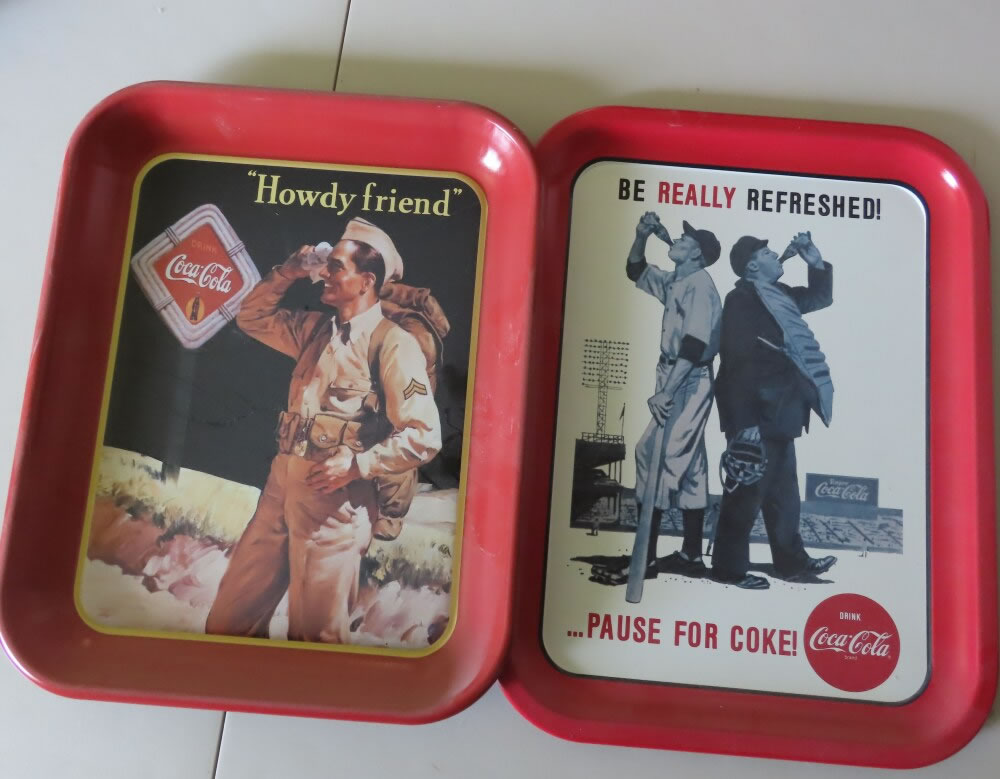 "Howdy friend"
DRINK
Coca-Cola
BE REALLY REFRESHED!
Coca-Cola
...PAUSE FOR COKE!
DRINK
Coca-Cola